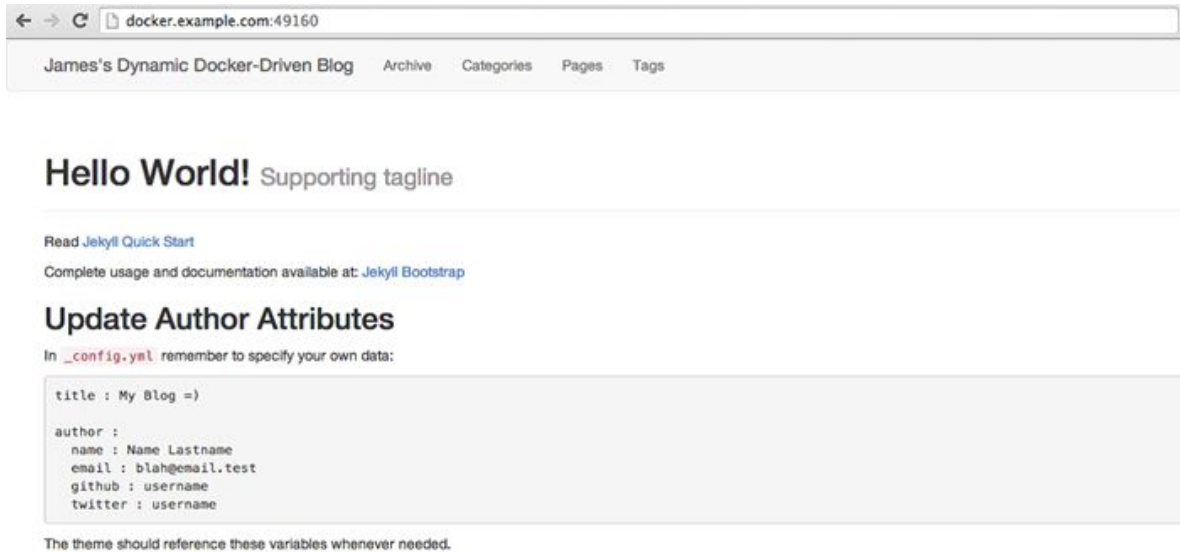 docker.example.com:49160
James's Dynamic Docker-Driven Blog Archive Categories Pages Tags
Hello World! Supporting tagline
Read Jekyll Quick Start
Complete usage and documentation available at: Jekyll Bootstrap
Update Author Attributes
In _config.yml remember to specify your own data:
title : My Blog =)
author :
name : Name Lastname
email : blah@email.test
github : username
twitter : username
The theme should reference these variables whenever needed.